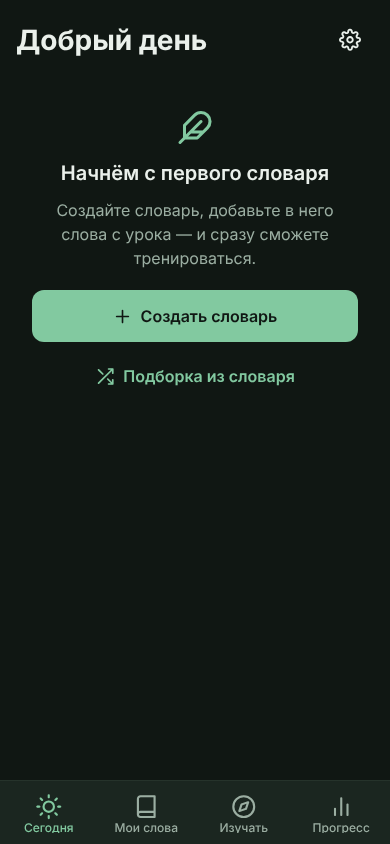 Добрый день
Начнём с первого словаря
Создайте словарь, добавьте в него
слова с урока — и сразу сможете
тренироваться.
Создать словарь
Подборка из словаря
Сегодня
Мои слова
Изучать
Прогресс